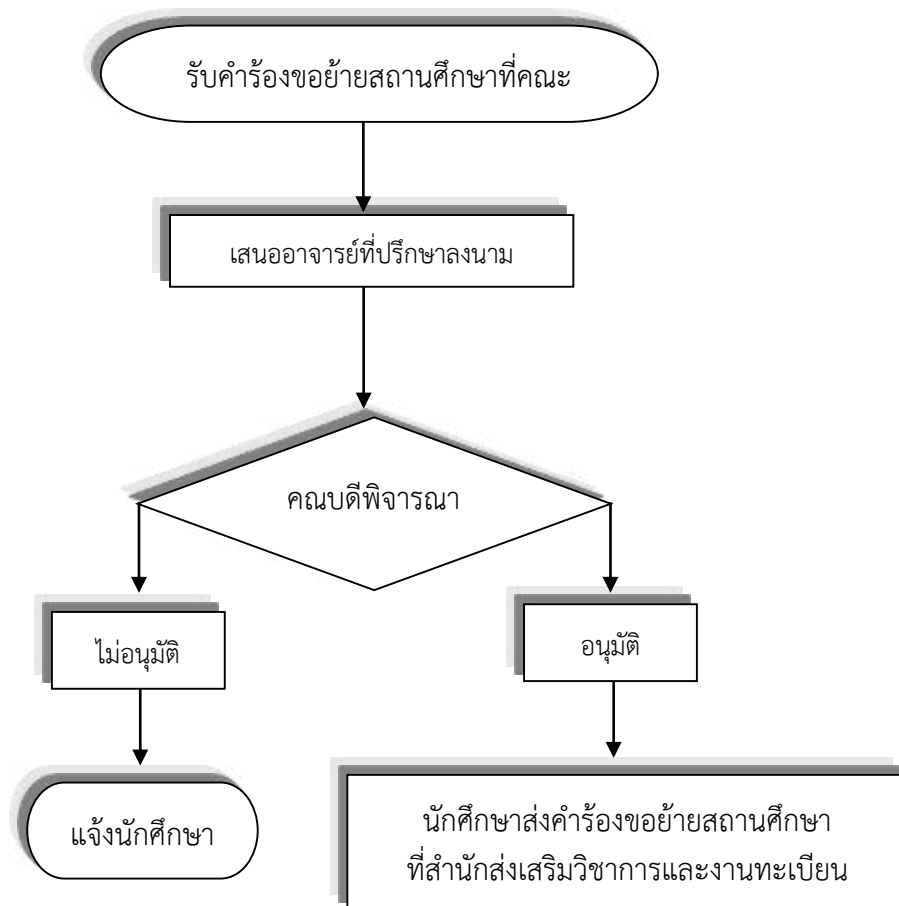 รับคำร้องขอย้ายสถานศึกษาที่คณะ
เสนออาจารย์ที่ปรึกษาลงนาม
คณบดีพิจารณา
ไม่อนุมัติ
อนุมัติ
แจ้งนักศึกษา
นักศึกษาส่งคำร้องขอย้ายสถานศึกษา
ที่สำนักส่งเสริมวิชาการและงานทะเบียน